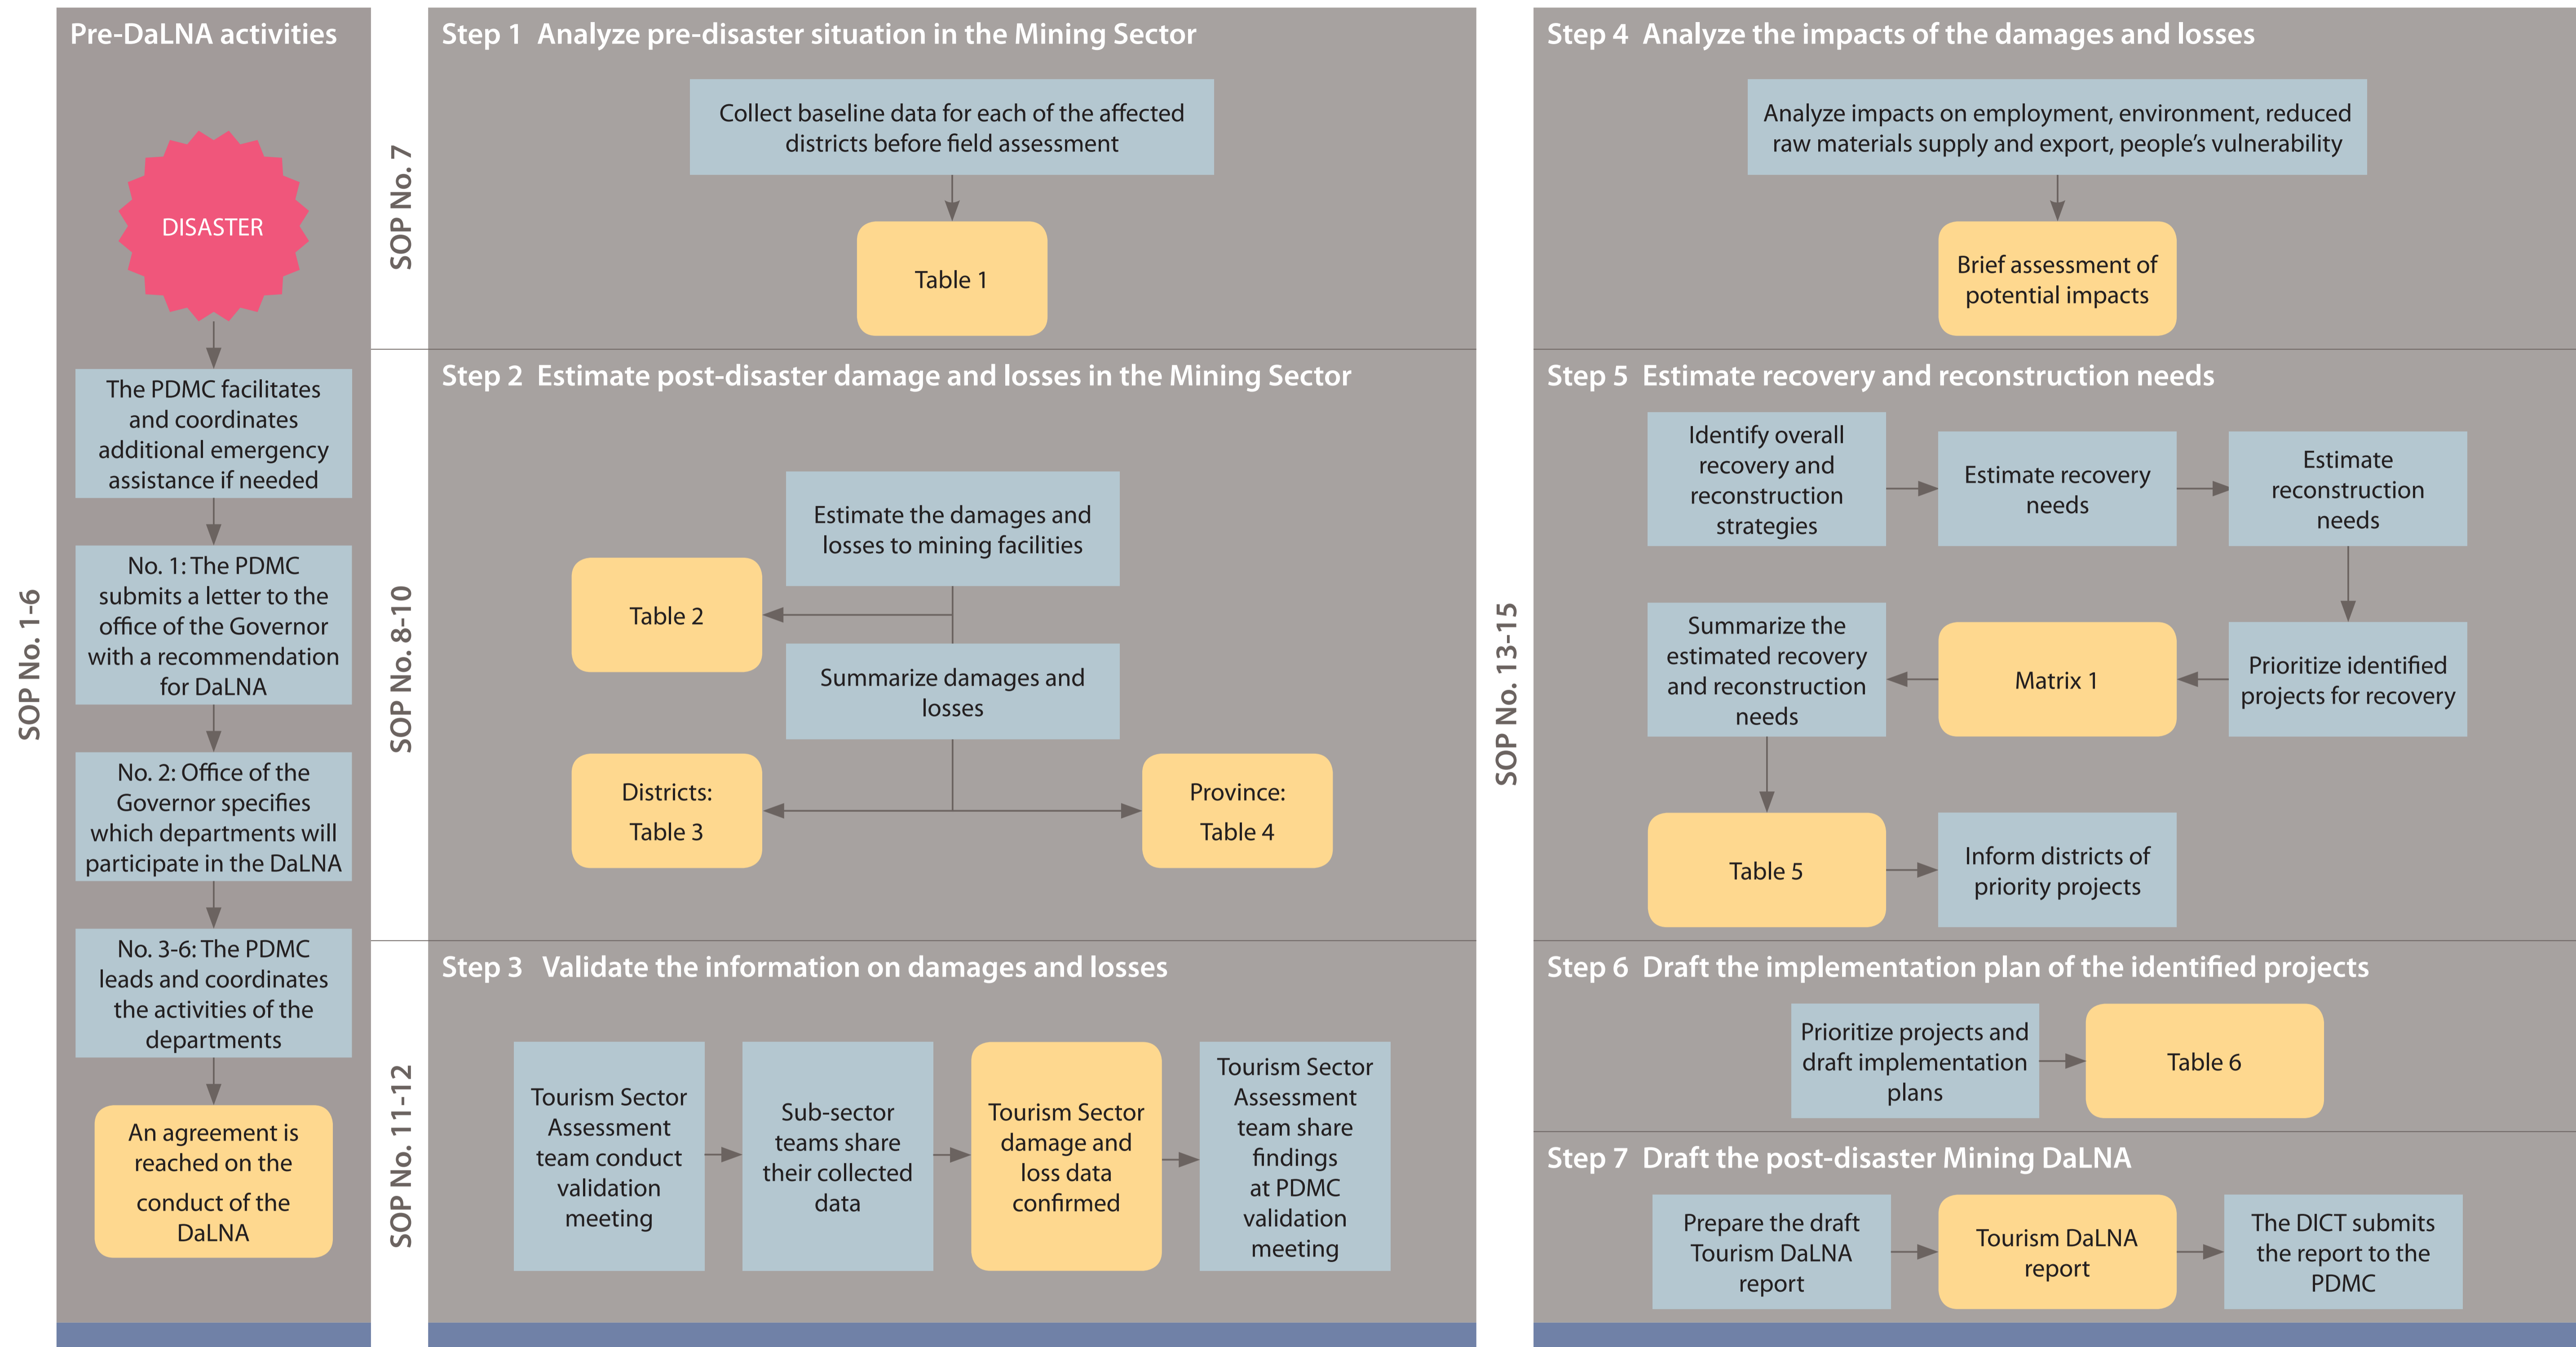 Pre-DaLNA activities
DISASTER
The PDMC facilitates
and coordinates
additional emergency
assistance if needed
No. 1: The PDMC
submits a letter to the
office of the Governor
with a recommendation
for DaLNA
No. 2: Office of the
Governor specifies
which departments will
participate in the DaLNA
No. 3-6: The PDMC
leads and coordinates
the activities of the
departments
An agreement is
reached on the
conduct of the
DaLNA
SOP No. 1-6
SOP No. 7
Step 1 Analyze pre-disaster situation in the Mining Sector
Collect baseline data for each of the affected
districts before field assessment
Table 1
SOP No. 8-10
Step 2 Estimate post-disaster damage and losses in the Mining Sector
Estimate the damages and
losses to mining facilities
Table 2
Summarize damages and
losses
Districts:
Table 3
Province:
Table 4
SOP No. 11-12
Step 3 Validate the information on damages and losses
Tourism Sector
Assessment
team conduct
validation
meeting
Sub-sector
teams share
their collected
data
Tourism Sector
damage and
loss data
confirmed
Tourism Sector
Assessment
team share
findings
at PDMC
validation
meeting
SOP No. 13-15
Step 4 Analyze the impacts of the damages and losses
Analyze impacts on employment, environment, reduced
raw materials supply and export, people's vulnerability
Brief assessment of
potential impacts
Step 5 Estimate recovery and reconstruction needs
Identify overall
recovery and
reconstruction
strategies
Estimate recovery
needs
Estimate
reconstruction
needs
Prioritize identified
projects for recovery
Matrix 1
Summarize the
estimated recovery
and reconstruction
needs
Table 5
Inform districts of
priority projects
Step 6 Draft the implementation plan of the identified projects
Prioritize projects and
draft implementation
plans
Table 6
Step 7 Draft the post-disaster Mining DaLNA
Prepare the draft
Tourism DaLNA
report
Tourism DaLNA
report
The DICT submits
the report to the
PDMC